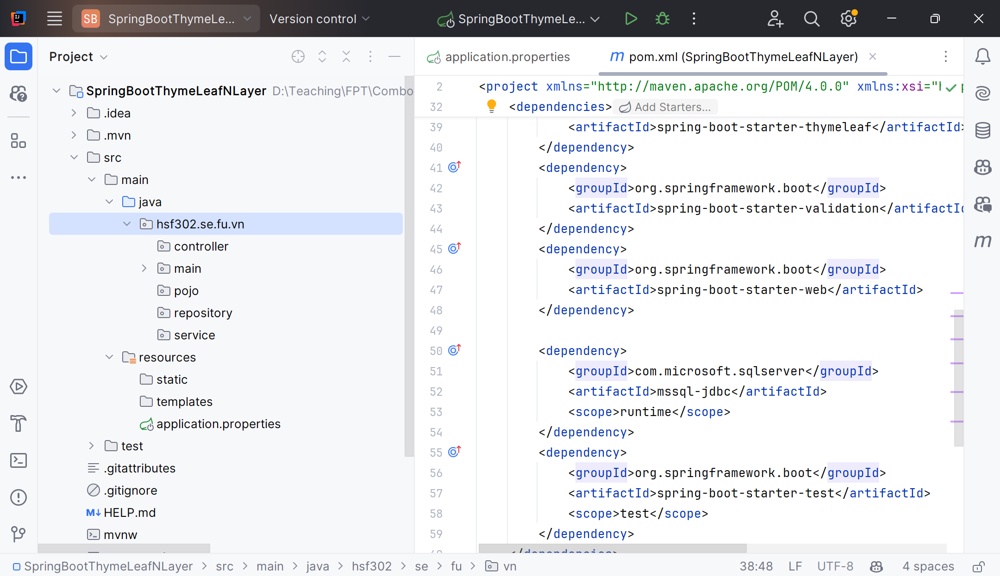 SB SpringBootThymeLe... Version control SpringBootThymeLe...
Project
SpringBootThymeLeafNLayer D:\Teaching\FPT\Combo
.idea
.mvn
src
main
java
hsf302.se.fu.vn
controller
main
pojo
repository
service
resources
static
templates
application.properties
test
.gitattributes
.gitignore
M↓ HELP.md
mvnw
application.properties m pom.xml (SpringBootThymeLeafNLayer)
2 <project xmlns="http://maven.apache.org/POM/4.0.0" xmlns:xsi="
32 <dependencies> Add Starters...
39 <artifactId>spring-boot-starter-thymeleaf</artifactId>
40 </dependency>
41 <dependency>
42 <groupId>org.springframework.boot</groupId>
43 <artifactId>spring-boot-starter-validation</artifactId
44 </dependency>
45 <dependency>
46 <groupId>org.springframework.boot</groupId>
47 <artifactId>spring-boot-starter-web</artifactId>
48 </dependency>
49
50 <dependency>
51 <groupId>com.microsoft.sqlserver</groupId>
52 <artifactId>mssql-jdbc</artifactId>
53 <scope>runtime</scope>
54 </dependency>
55 <dependency>
56 <groupId>org.springframework.boot</groupId>
57 <artifactId>spring-boot-starter-test</artifactId>
58 <scope>test</scope>
59 </dependency>
</dependencies>
m
SpringBootThymeLeafNLayer > src > main > java > hsf302 > se > fu > vn 38:48 LF UTF-8 4 spaces